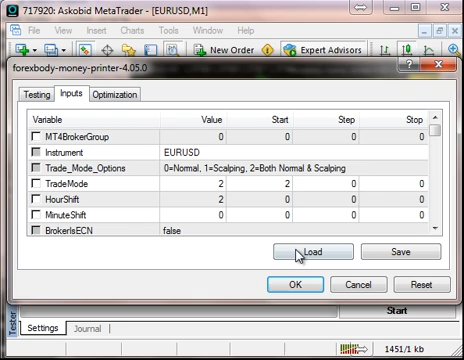 717920: Askobid MetaTrader - [EURUSD,M1]
File View Insert Charts Tools Window Help
New Order Expert Advisors
forexbody-money-printer-4.05.0
Testing Inputs Optimization
Variable Value Start Step Stop
MT4BrokerGroup 0 0 0 0
Instrument EURUSD
Trade_Mode_Options 0=Normal, 1=Scalping, 2=Both Normal & Scalping
TradeMode 2 2 0 0
HourShift 2 0 0 0
MinuteShift 0 0 0 0
BrokerIsECN false
Load Save
OK Cancel Reset
Start
Tester
Settings Journal
1451/1 kb